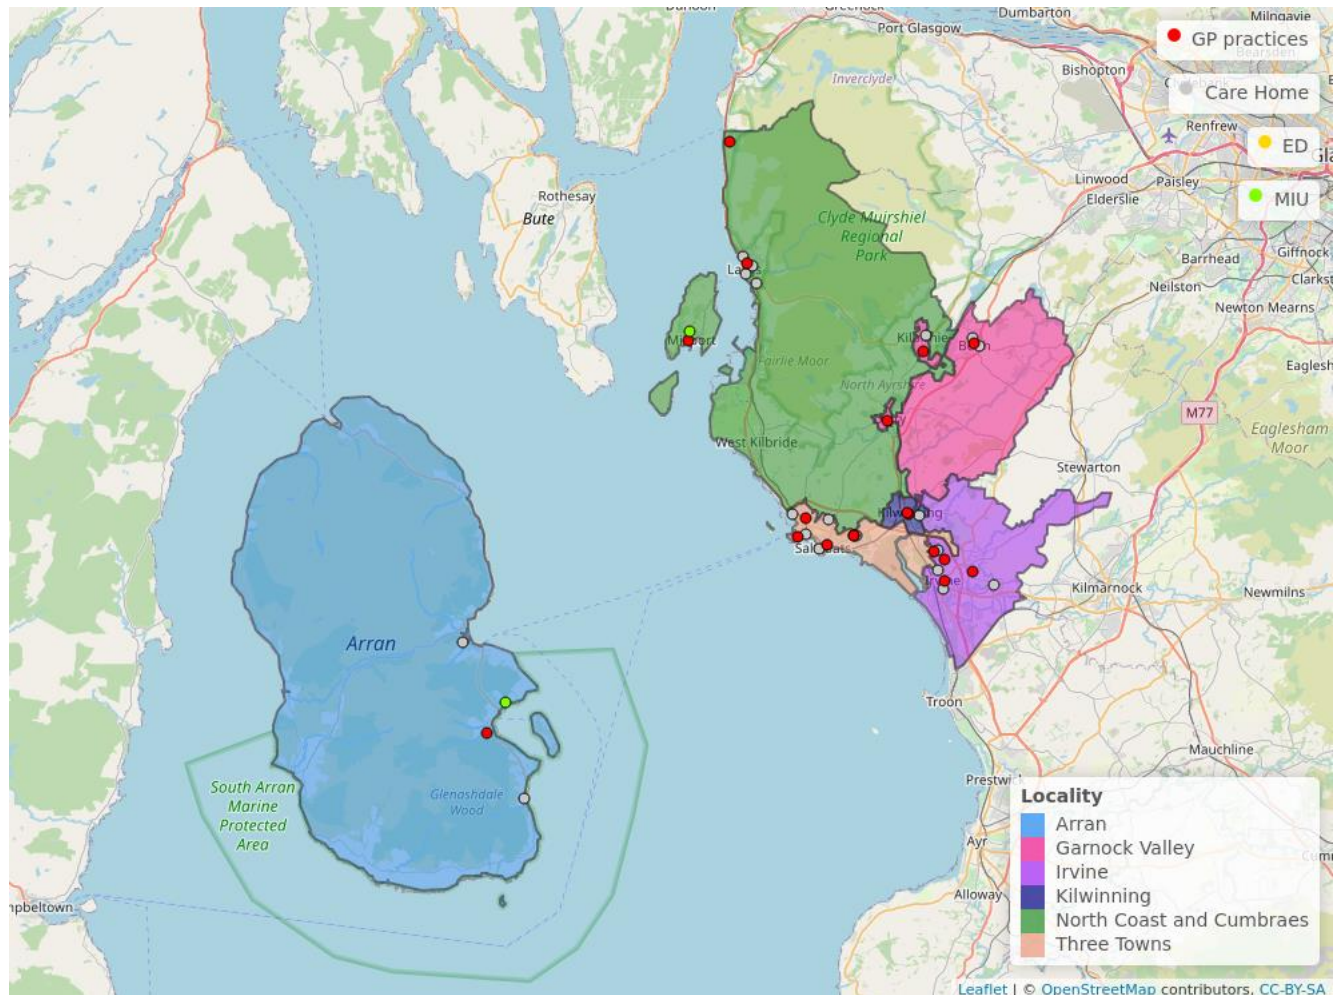 Greenock
Dumbarton
Milngavie
Port Glasgow
GP practices
Bearsden
Bishopton
Inverclyde
Care Home
Renfrew
ED
Linwood
Paisley
Elderslie
MIU
Rothesay
Bute
Clyde Muirshiel
Regional
Park
Giffnock
Barrhead
Neilston
Newton Mearns
Fairlie Moor
North Ayrshire
M77
Eaglesham
Moor
West Kilbride
Stewarton
Kilmarnock
Newmilns
Arran
Troon
Mauchline
South Arran
Marine
Protected
Area
Glenashdale
Wood
Locality
Arran
Garnock Valley
Irvine
Kilwinning
North Coast and Cumbraes
Three Towns
Ayr
Alloway
Leaflet | © OpenStreetMap contributors, CC-BY-SA